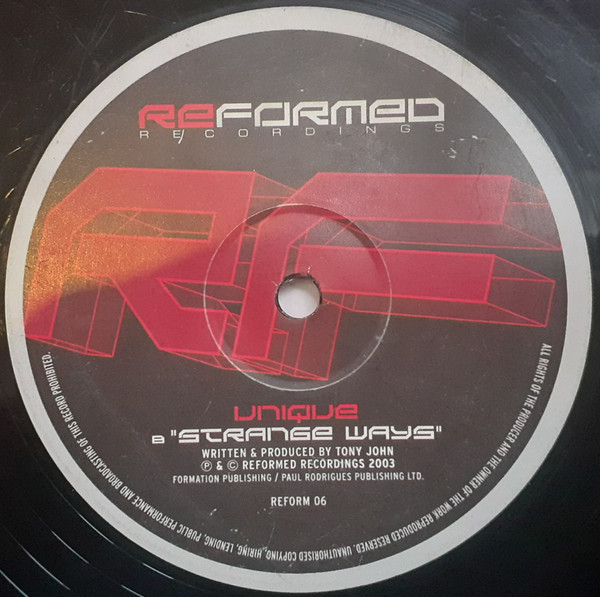 REFORMED
RECORDINGS
RF
UNIQUE
B "STRANGE WAYS"
WRITTEN & PRODUCED BY TONY JOHN
Ⓟ & © REFORMED RECORDINGS 2003
FORMATION PUBLISHING / PAUL RODRIGUES PUBLISHING LTD.
REFORM 06
ALL RIGHTS OF THE PRODUCER AND THE OWNER OF THE WORK REPRODUCED RESERVED. UNAUTHORISED COPYING, HIRING, LENDING, PUBLIC PERFORMANCE AND BROADCASTING OF THIS RECORD PROHIBITED.